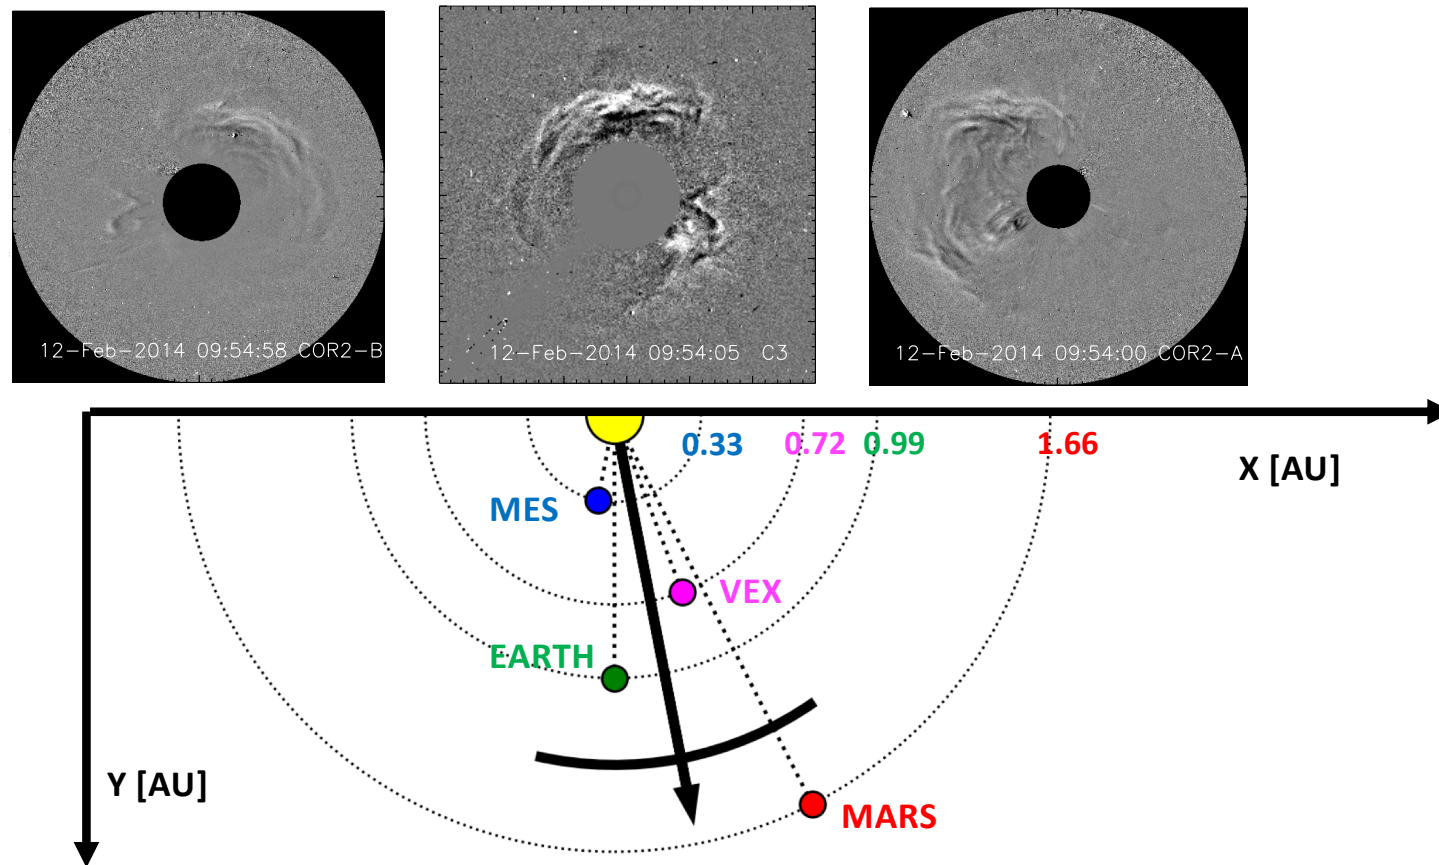 12-Feb-2014 09:54:58 COR2-B
12-Feb-2014 09:54:05 C3
12-Feb-2014 09:54:00 COR2-A
0.33
0.72
0.99
1.66
X [AU]
MES
VEX
EARTH
Y [AU]
MARS